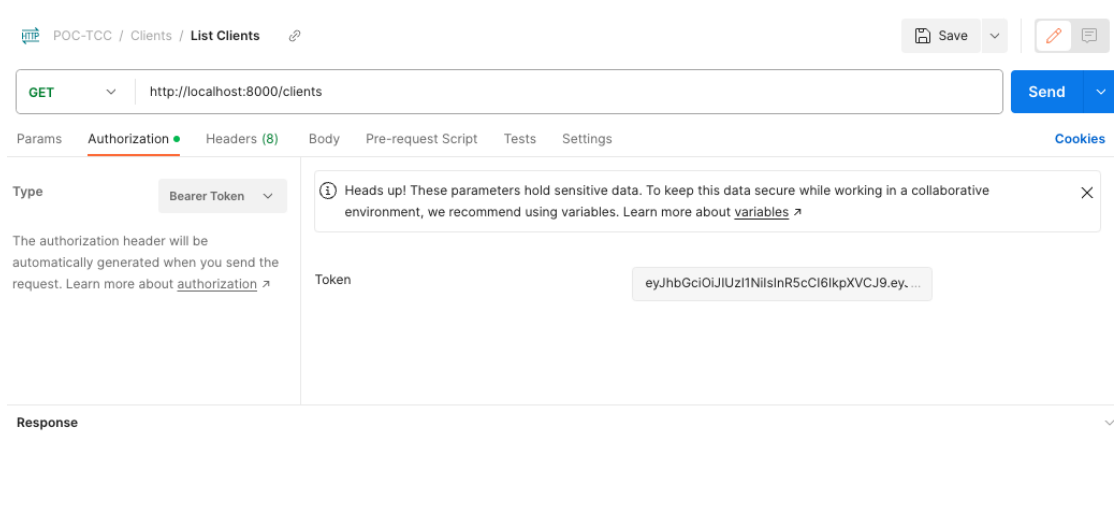 HTTP POC-TCC / Clients / List Clients
Save
GET http://localhost:8000/clients
Send
Params Authorization Headers (8) Body Pre-request Script Tests Settings
Cookies
Type
Bearer Token
The authorization header will be
automatically generated when you send the
request. Learn more about authorization ↗
Heads up! These parameters hold sensitive data. To keep this data secure while working in a collaborative
environment, we recommend using variables. Learn more about variables ↗
Token
eyJhbGciOiJIUzI1NiIsInR5cCI6IkpXVCJ9.eyJ...
Response